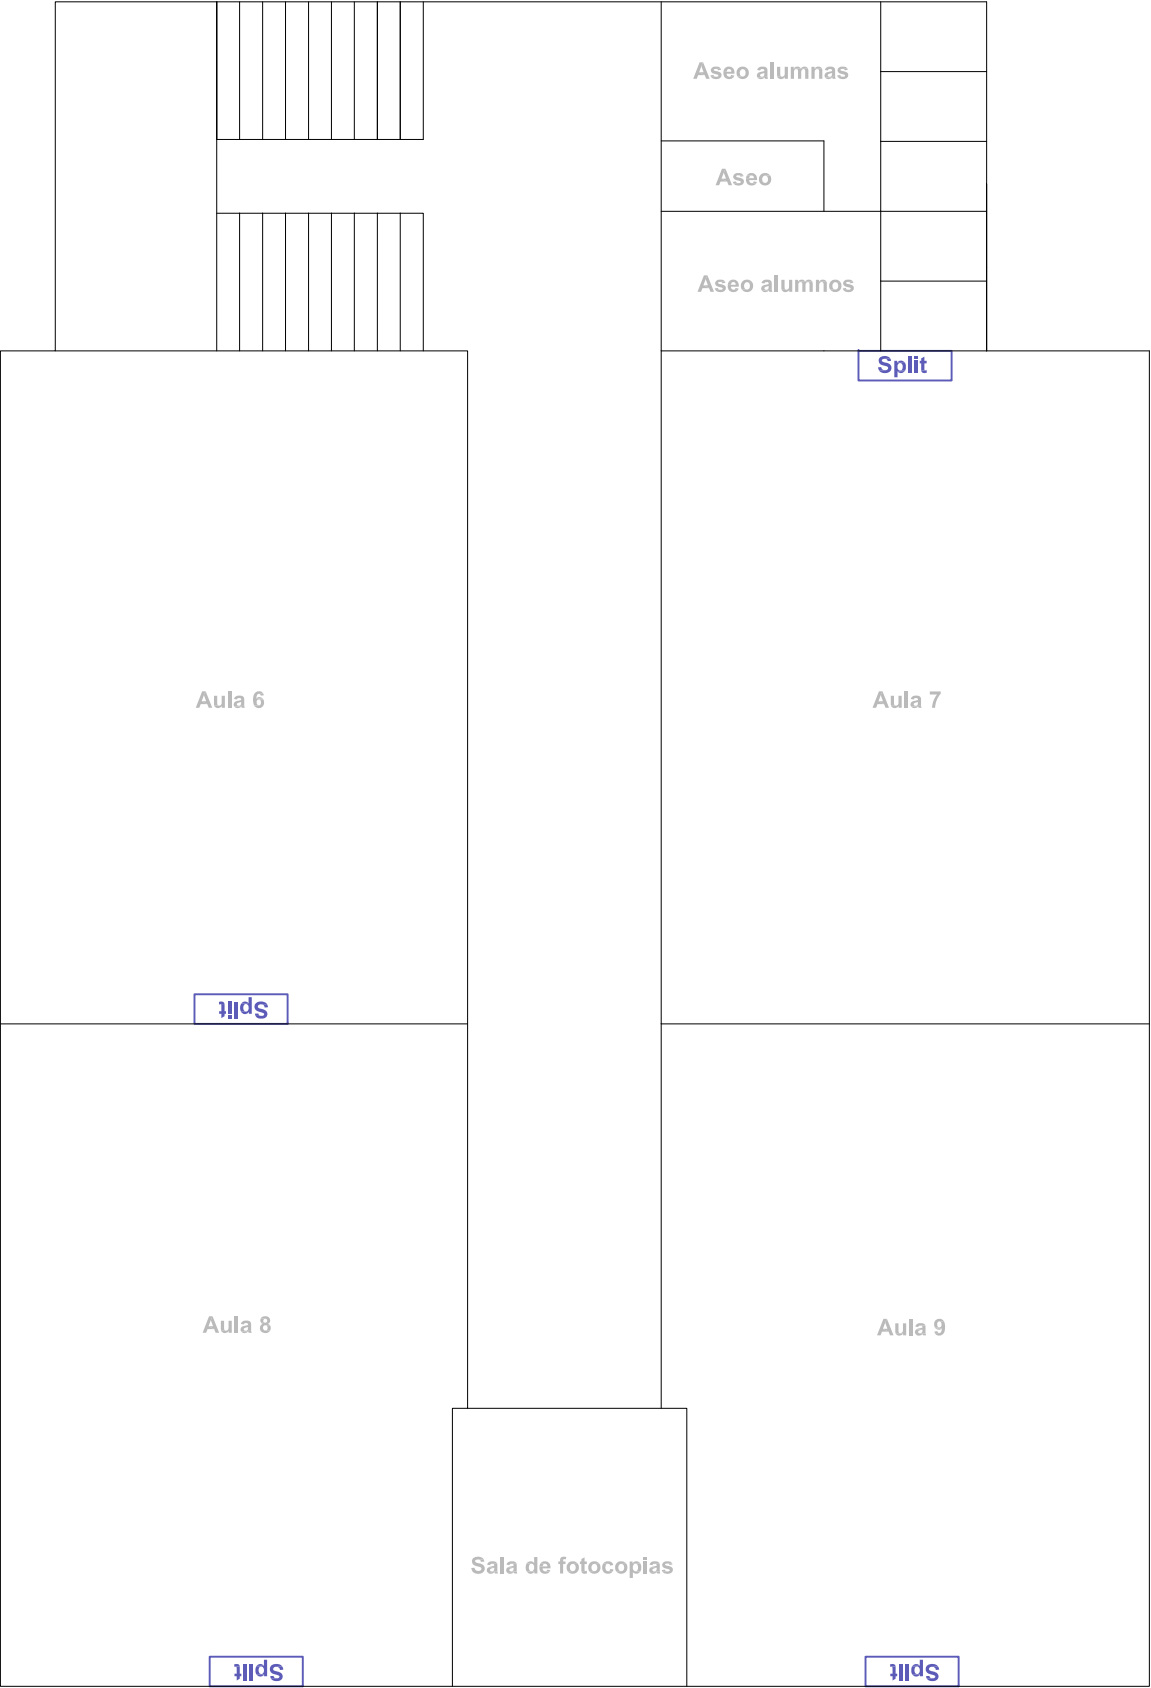 Aseo alumnas
Aseo
Aseo alumnos
Split
Aula 6
Aula 7
Split
Aula 8
Aula 9
Sala de fotocopias
Split
Split